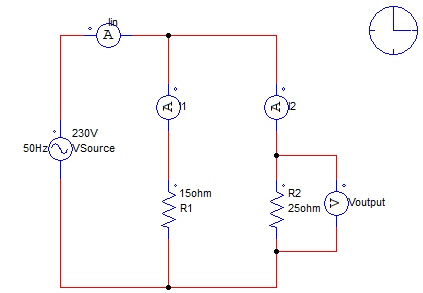 Iin
A
A
I1
A
I2
230V
50Hz
VSource
15ohm
R1
R2
25ohm
V
Voutput